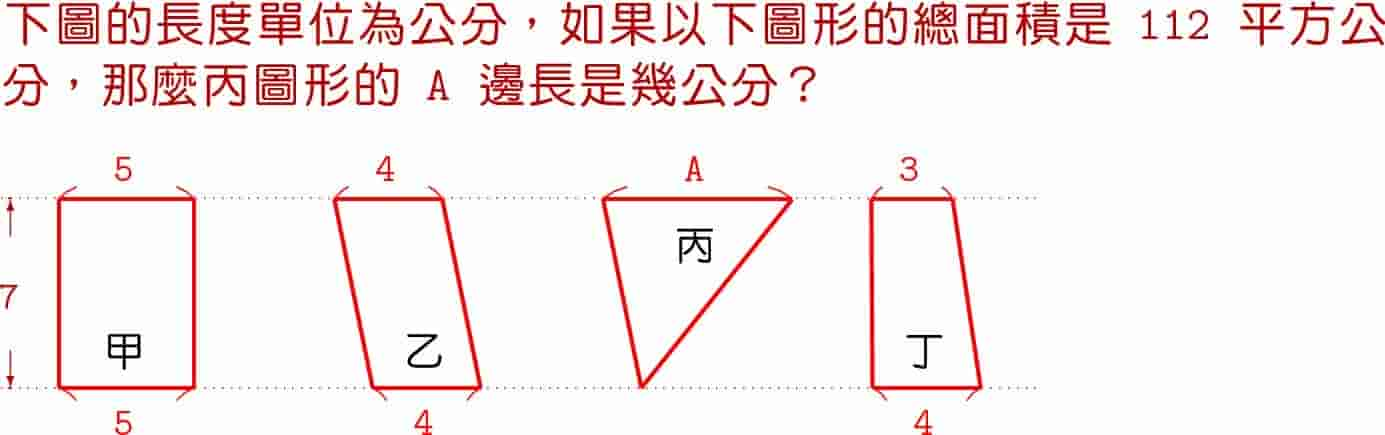 下圖的長度單位為公分，如果以下圖形的總面積是 112 平方公
分，那麼丙圖形的 A 邊長是幾公分？
5 4 A 3
7
甲 乙 丙 丁
5 4 4